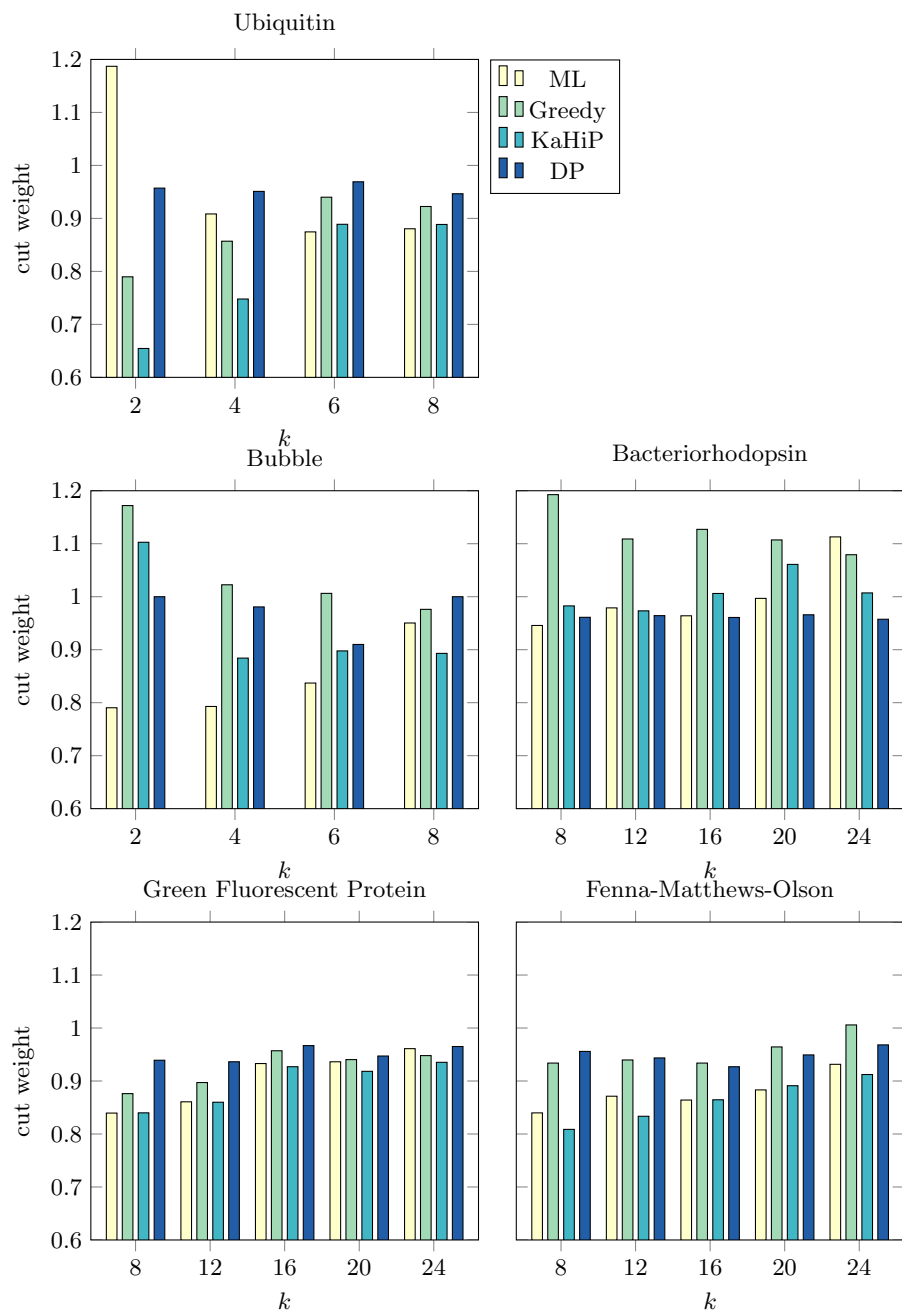 Ubiquitin
1.2
1.1
1
0.9
0.8
0.7
0.6
cut weight
2 4 6 8
k
ML
Greedy
KaHiP
DP
Bubble
1.2
1.1
1
0.9
0.8
0.7
0.6
cut weight
2 4 6 8
k
Bacteriorhodopsin
8 12 16 20 24
k
Green Fluorescent Protein
1.2
1.1
1
0.9
0.8
0.7
0.6
cut weight
8 12 16 20 24
k
Fenna-Matthews-Olson
8 12 16 20 24
k